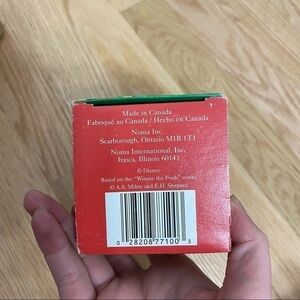 Made in Canada
Fabriqué au Canada / Hecho en Canada
Noma Inc.
Scarborough, Ontario M1B 1T1
Noma International, Inc.
Itasca, Illinois 60143
© Disney
Based on the "Winnie the Pooh" works
© A.A. Milne and E.H. Shepard
0 28208 77100 3